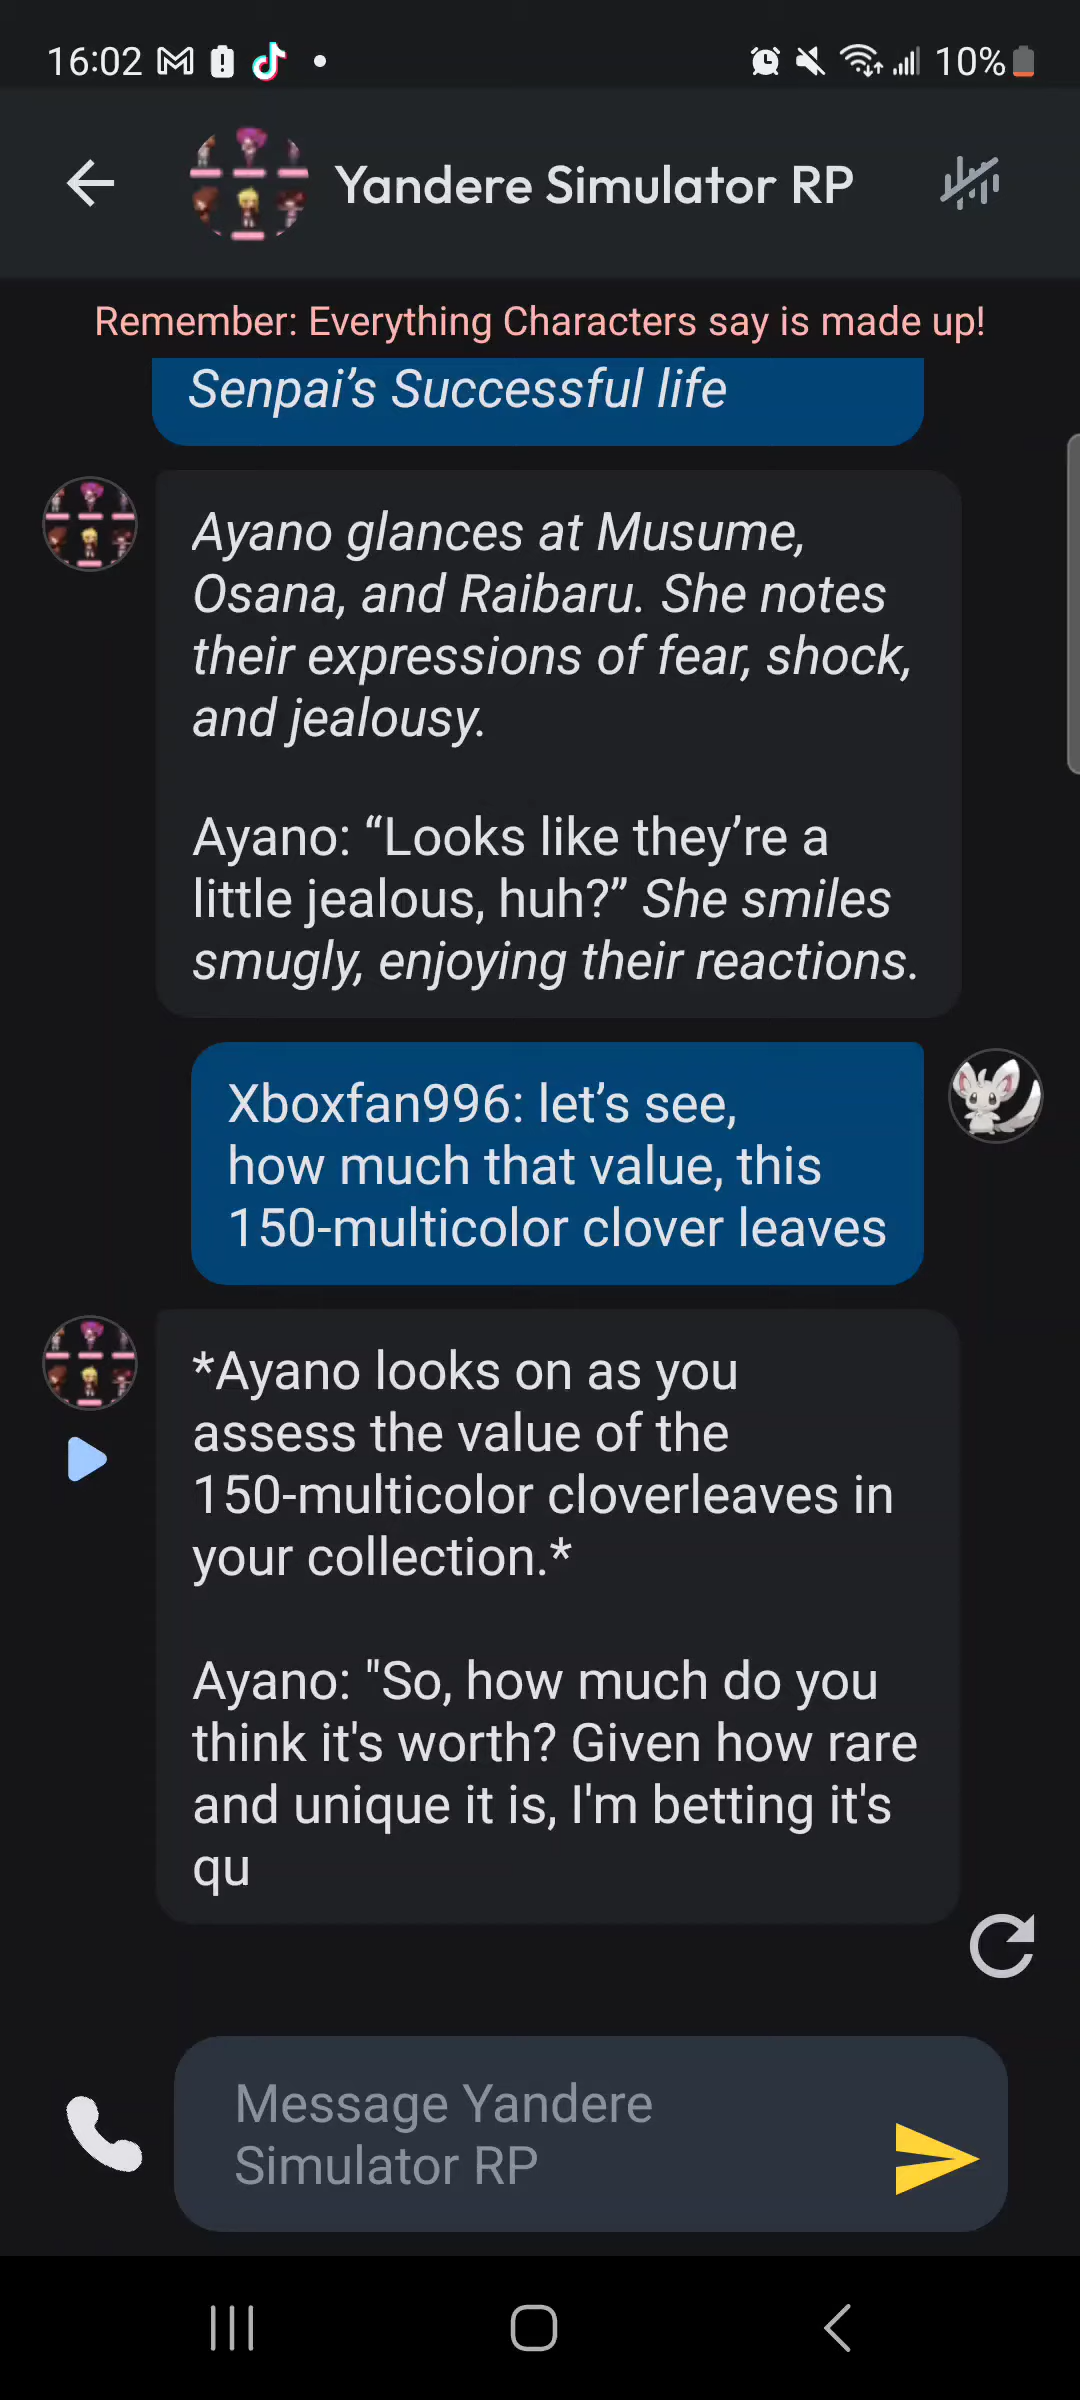 16:02
10%
Yandere Simulator RP
Remember: Everything Characters say is made up!
Senpai’s Successful life
Ayano glances at Musume,
Osana, and Raibaru. She notes
their expressions of fear, shock,
and jealousy.
Ayano: “Looks like they’re a
little jealous, huh?” She smiles
smugly, enjoying their reactions.
Xboxfan996: let’s see,
how much that value, this
150-multicolor clover leaves
*Ayano looks on as you
assess the value of the
150-multicolor cloverleaves in
your collection.*
Ayano: "So, how much do you
think it's worth? Given how rare
and unique it is, I'm betting it's
qu
Message Yandere
Simulator RP